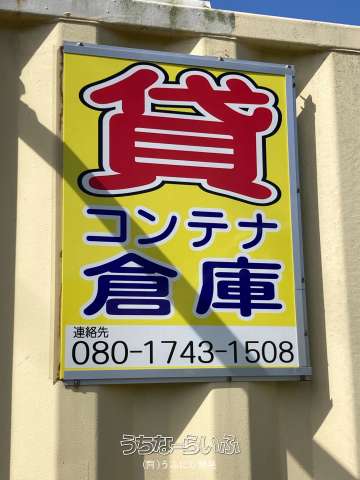 貸
コンテナ
倉庫
連絡先
080-1743-1508
うちなーらいふ